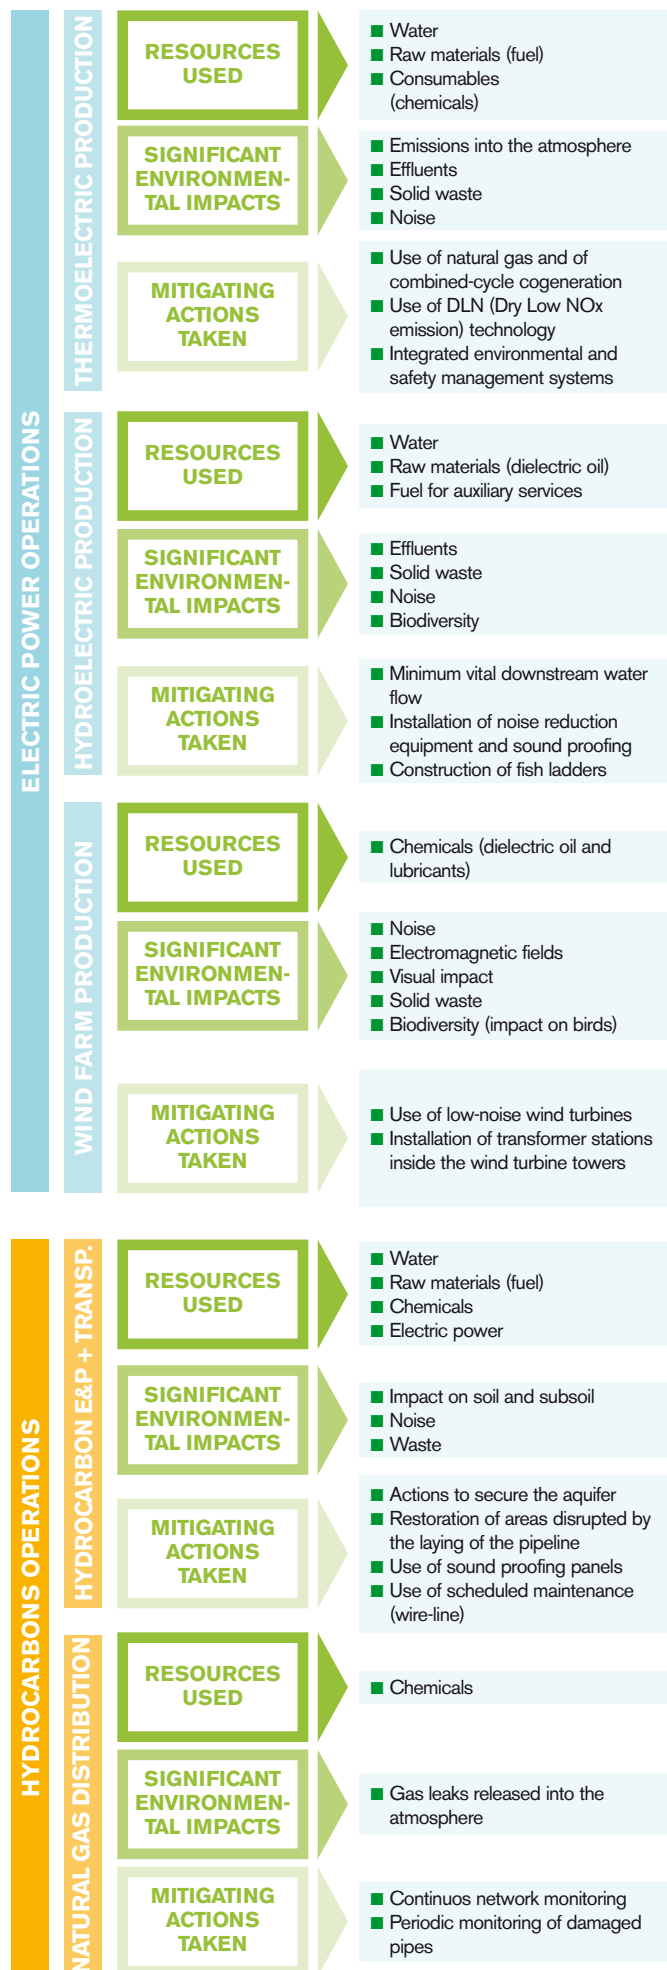 ELECTRIC POWER OPERATIONS
THERMOELECTRIC PRODUCTION
RESOURCES
USED
Water
Raw materials (fuel)
Consumables
(chemicals)
SIGNIFICANT
ENVIRONMEN-
TAL IMPACTS
Emissions into the atmosphere
Effluents
Solid waste
Noise
MITIGATING
ACTIONS
TAKEN
Use of natural gas and of
combined-cycle cogeneration
Use of DLN (Dry Low NOx
emission) technology
Integrated environmental and
safety management systems
HYDROELECTRIC PRODUCTION
RESOURCES
USED
Water
Raw materials (dielectric oil)
Fuel for auxiliary services
SIGNIFICANT
ENVIRONMEN-
TAL IMPACTS
Effluents
Solid waste
Noise
Biodiversity
MITIGATING
ACTIONS
TAKEN
Minimum vital downstream water
flow
Installation of noise reduction
equipment and sound proofing
Construction of fish ladders
WIND FARM PRODUCTION
RESOURCES
USED
Chemicals (dielectric oil and
lubricants)
SIGNIFICANT
ENVIRONMEN-
TAL IMPACTS
Noise
Electromagnetic fields
Visual impact
Solid waste
Biodiversity (impact on birds)
MITIGATING
ACTIONS
TAKEN
Use of low-noise wind turbines
Installation of transformer stations
inside the wind turbine towers
HYDROCARBONS OPERATIONS
HYDROCARBON E&P + TRANSP.
RESOURCES
USED
Water
Raw materials (fuel)
Chemicals
Electric power
SIGNIFICANT
ENVIRONMEN-
TAL IMPACTS
Impact on soil and subsoil
Noise
Waste
MITIGATING
ACTIONS
TAKEN
Actions to secure the aquifer
Restoration of areas disrupted by
the laying of the pipeline
Use of sound proofing panels
Use of scheduled maintenance
(wire-line)
NATURAL GAS DISTRIBUTION
RESOURCES
USED
Chemicals
SIGNIFICANT
ENVIRONMEN-
TAL IMPACTS
Gas leaks released into the
atmosphere
MITIGATING
ACTIONS
TAKEN
Continuos network monitoring
Periodic monitoring of damaged
pipes